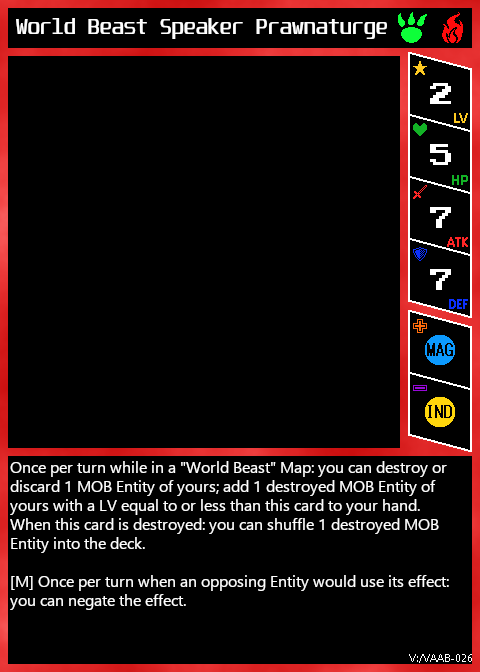 World Beast Speaker Prawnaturge
2
LV
5
HP
7
ATK
7
DEF
MAG
IND
Once per turn while in a "World Beast" Map: you can destroy or
discard 1 MOB Entity of yours; add 1 destroyed MOB Entity of
yours with a LV equal to or less than this card to your hand.
When this card is destroyed: you can shuffle 1 destroyed MOB
Entity into the deck.
[M] Once per turn when an opposing Entity would use its effect:
you can negate the effect.
V:/VAAB-026